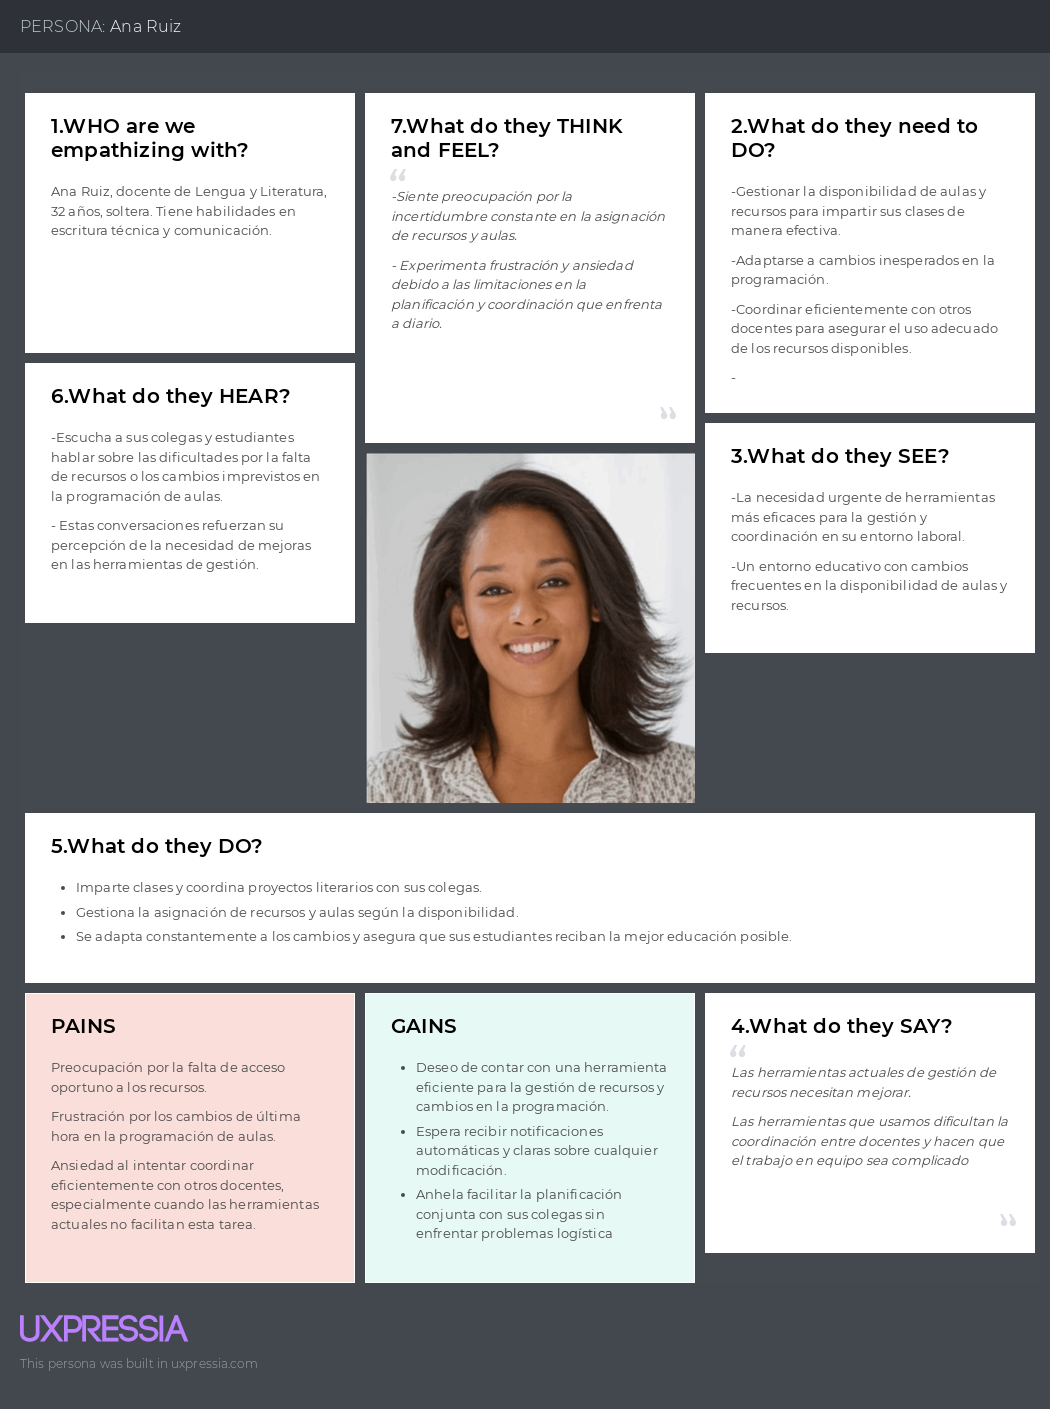 PERSONA: Ana Ruiz
1.WHO are we
empathizing with?
Ana Ruiz, docente de Lengua y Literatura,
32 años, soltera. Tiene habilidades en
escritura técnica y comunicación.
7.What do they THINK
and FEEL?
“
-Siente preocupación por la
incertidumbre constante en la asignación
de recursos y aulas.
- Experimenta frustración y ansiedad
debido a las limitaciones en la
planificación y coordinación que enfrenta
a diario.
”
2.What do they need to
DO?
-Gestionar la disponibilidad de aulas y
recursos para impartir sus clases de
manera efectiva.
-Adaptarse a cambios inesperados en la
programación.
-Coordinar eficientemente con otros
docentes para asegurar el uso adecuado
de los recursos disponibles.
-
6.What do they HEAR?
-Escucha a sus colegas y estudiantes
hablar sobre las dificultades por la falta
de recursos o los cambios imprevistos en
la programación de aulas.
- Estas conversaciones refuerzan su
percepción de la necesidad de mejoras
en las herramientas de gestión.
3.What do they SEE?
-La necesidad urgente de herramientas
más eficaces para la gestión y
coordinación en su entorno laboral.
-Un entorno educativo con cambios
frecuentes en la disponibilidad de aulas y
recursos.
5.What do they DO?
• Imparte clases y coordina proyectos literarios con sus colegas.
• Gestiona la asignación de recursos y aulas según la disponibilidad.
• Se adapta constantemente a los cambios y asegura que sus estudiantes reciban la mejor educación posible.
PAINS
Preocupación por la falta de acceso
oportuno a los recursos.
Frustración por los cambios de última
hora en la programación de aulas.
Ansiedad al intentar coordinar
eficientemente con otros docentes,
especialmente cuando las herramientas
actuales no facilitan esta tarea.
GAINS
• Deseo de contar con una herramienta
eficiente para la gestión de recursos y
cambios en la programación.
• Espera recibir notificaciones
automáticas y claras sobre cualquier
modificación.
• Anhela facilitar la planificación
conjunta con sus colegas sin
enfrentar problemas logística
4.What do they SAY?
“
Las herramientas actuales de gestión de
recursos necesitan mejorar.
Las herramientas que usamos dificultan la
coordinación entre docentes y hacen que
el trabajo en equipo sea complicado
”
UXPRESSIA
This persona was built in uxpressia.com